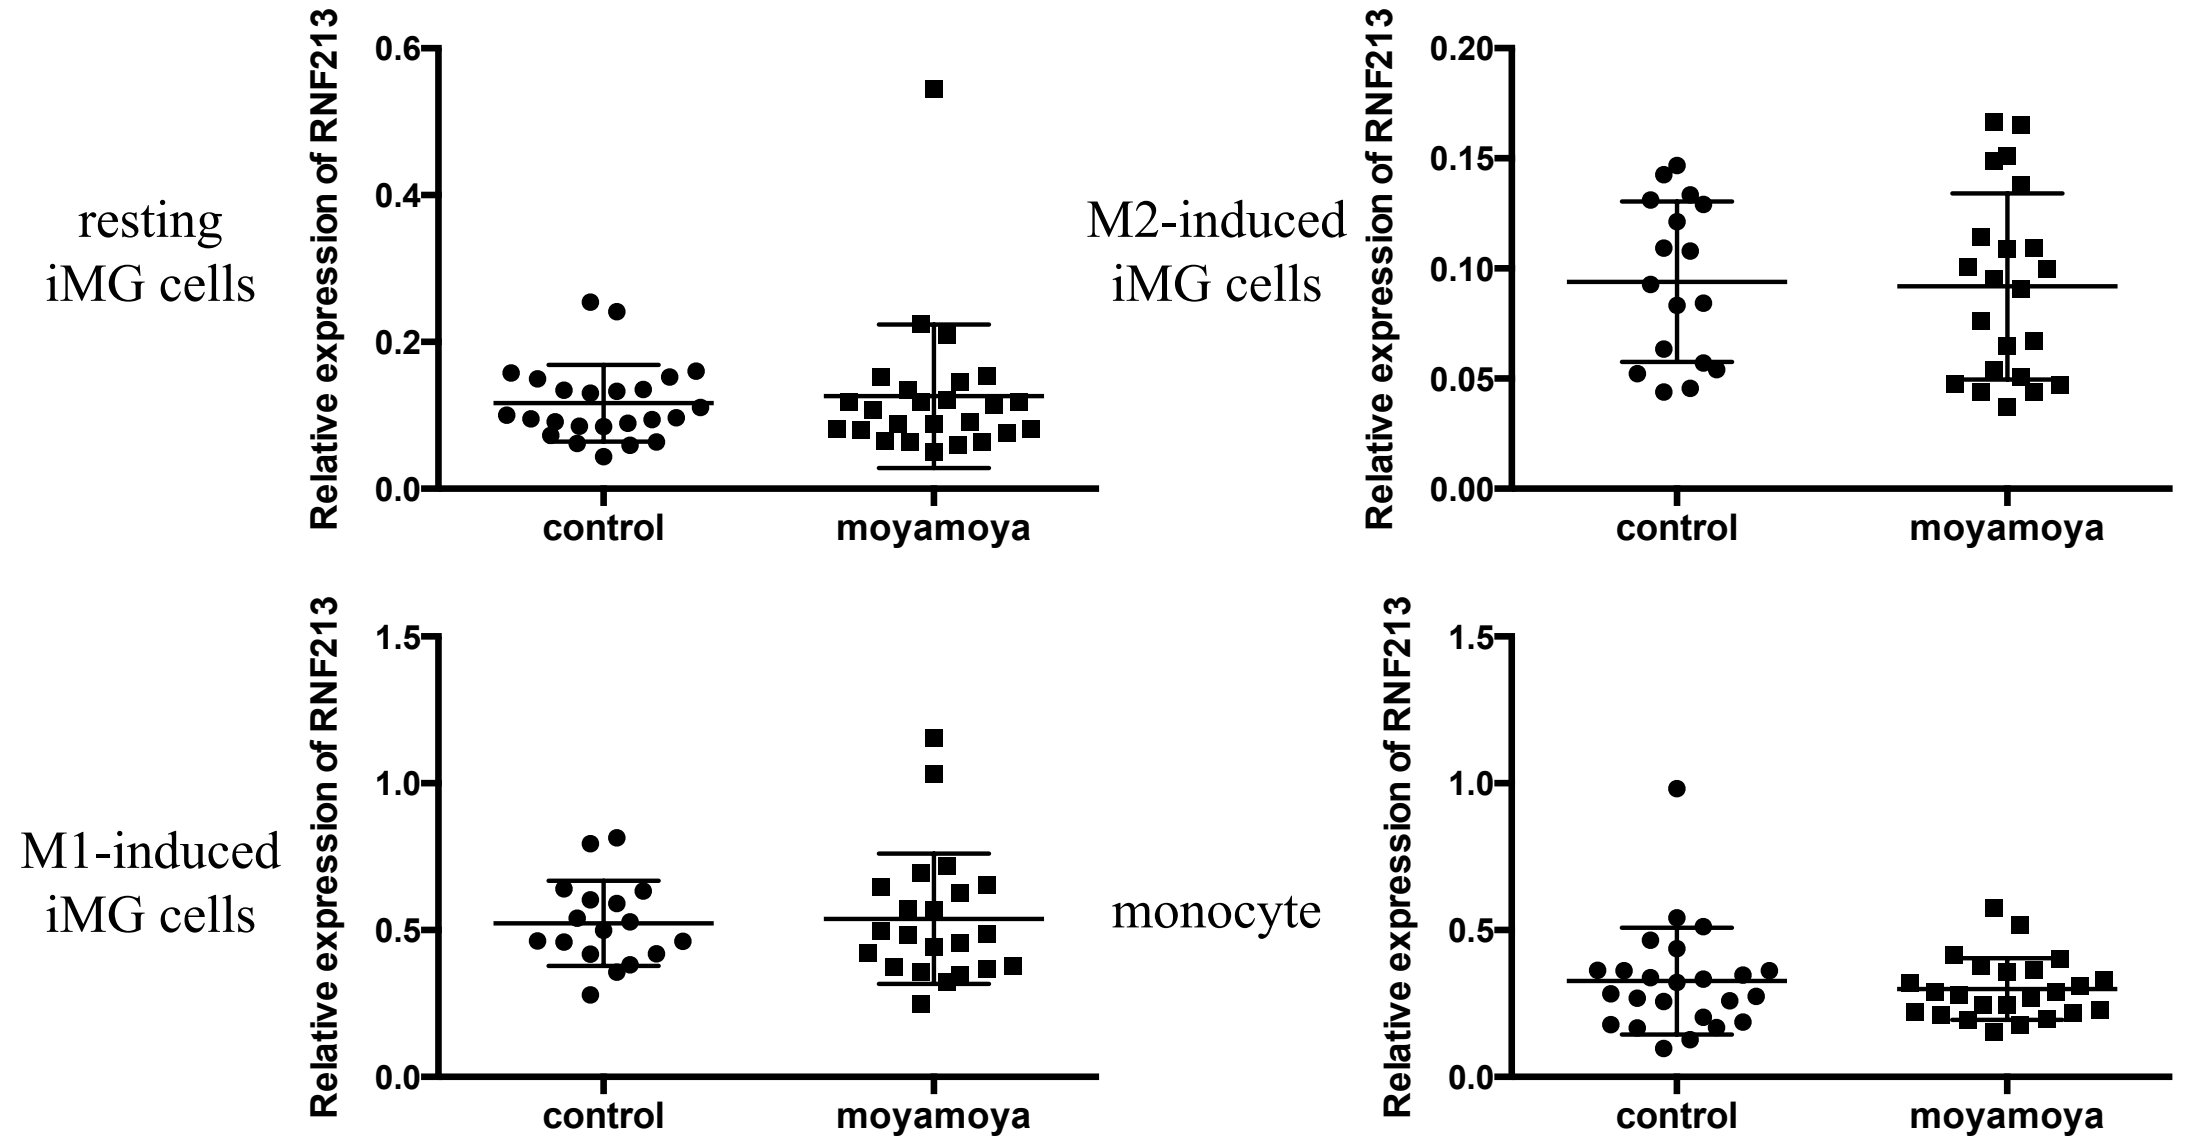 resting
iMG cells
Relative expression of RNF213
0.6
0.4
0.2
0.0
control
moyamoya
M2-induced
iMG cells
Relative expression of RNF213
0.20
0.15
0.10
0.05
0.00
control
moyamoya
M1-induced
iMG cells
Relative expression of RNF213
1.5
1.0
0.5
0.0
control
moyamoya
monocyte
Relative expression of RNF213
1.5
1.0
0.5
0.0
control
moyamoya